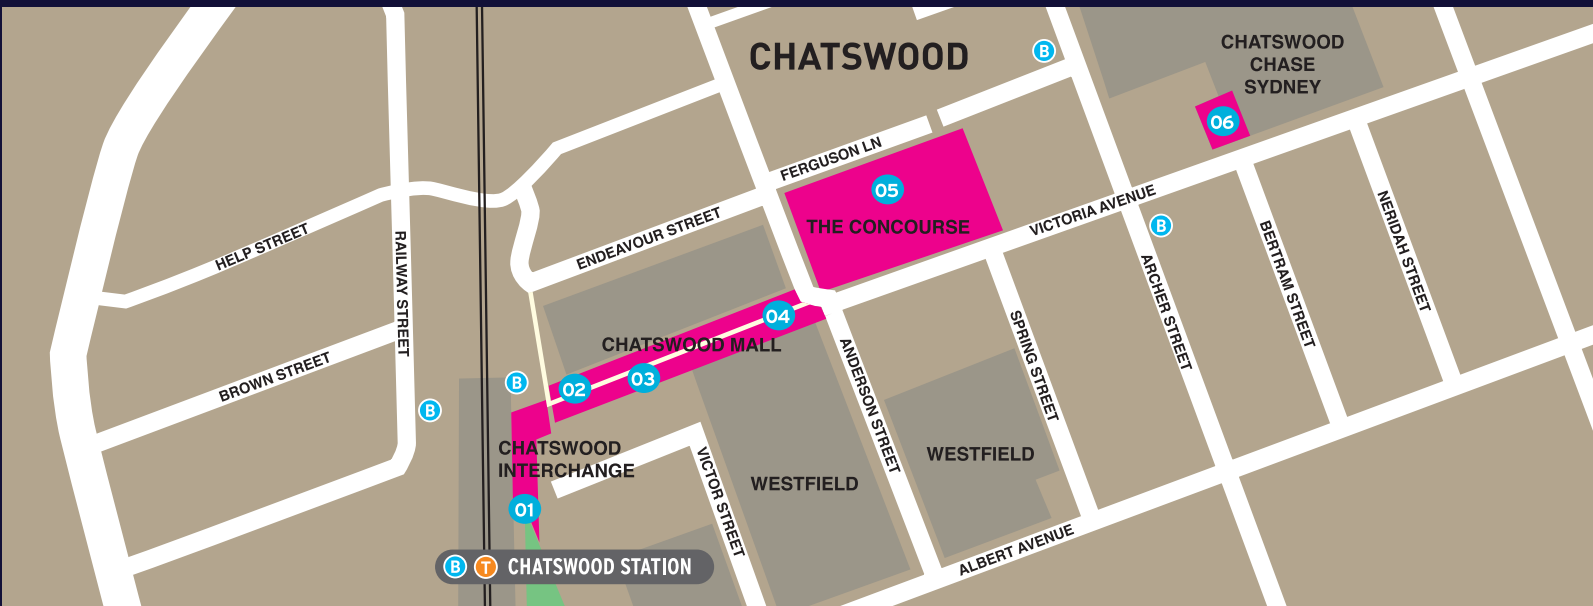 CHATSWOOD
B
CHATSWOOD
CHASE
SYDNEY
06
FERGUSON LN
05
THE CONCOURSE
VICTORIA AVENUE
B
HELP STREET
RAILWAY STREET
ENDEAVOUR STREET
NERIDAH STREET
BERTRAM STREET
ARCHER STREET
SPRING STREET
ANDERSON STREET
04
CHATSWOOD MALL
03
02
B
B
BROWN STREET
CHATSWOOD
INTERCHANGE
01
VICTOR STREET
WESTFIELD
WESTFIELD
ALBERT AVENUE
B T CHATSWOOD STATION